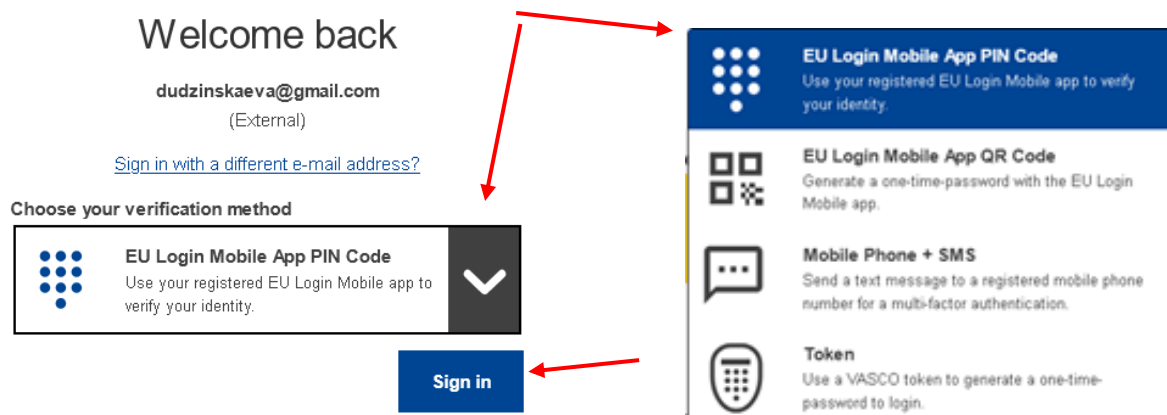 Welcome back
dudzinskaeva@gmail.com
(External)
Sign in with a different e-mail address?
Choose your verification method
EU Login Mobile App PIN Code
Use your registered EU Login Mobile app to
verify your identity.
Sign in
EU Login Mobile App PIN Code
Use your registered EU Login Mobile app to verify
your identity.
EU Login Mobile App QR Code
Generate a one-time-password with the EU Login
Mobile app.
Mobile Phone + SMS
Send a text message to a registered mobile phone
number for a multi-factor authentication.
Token
Use a VASCO token to generate a one-time-
password to login.